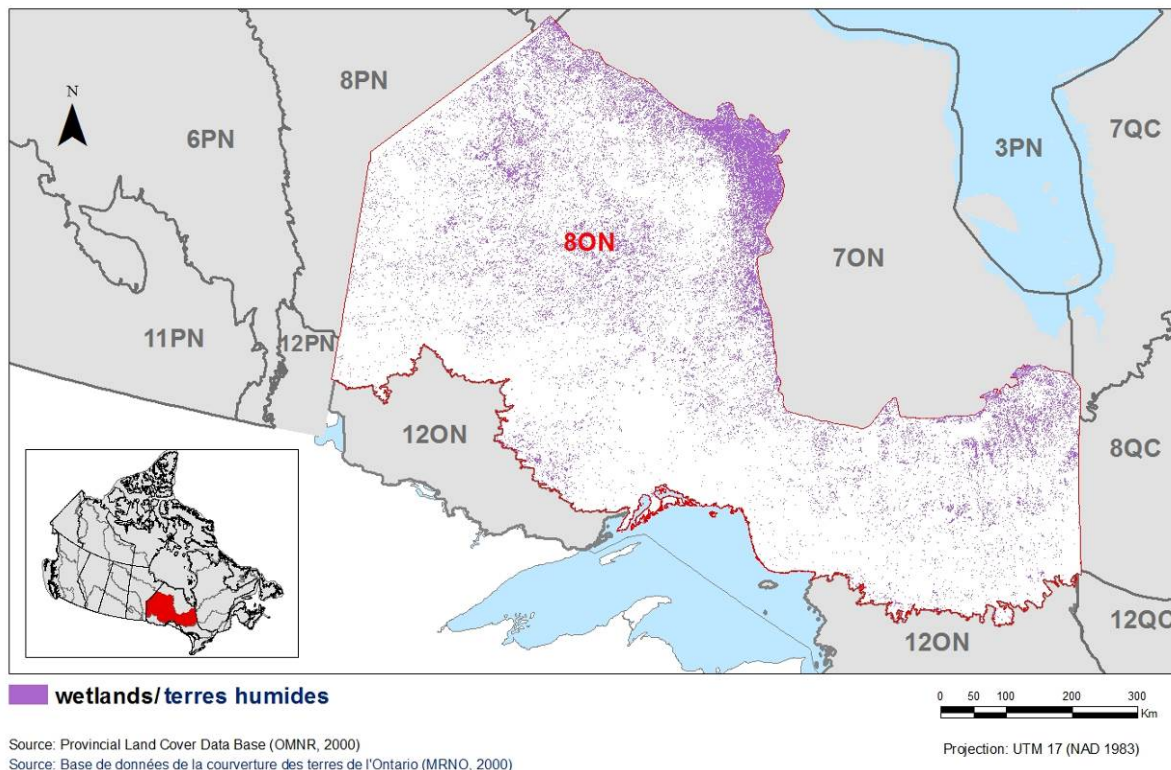 N
8PN
6PN
3PN
7QC
8ON
7ON
11PN
12PN
12ON
8QC
12ON
12QC
wetlands/terres humides
0 50 100 200 300
Km
Source: Provincial Land Cover Data Base (OMNR, 2000)
Projection: UTM 17 (NAD 1983)
Source: Base de données de la courverture des terres de l'Ontario (MRNO, 2000)